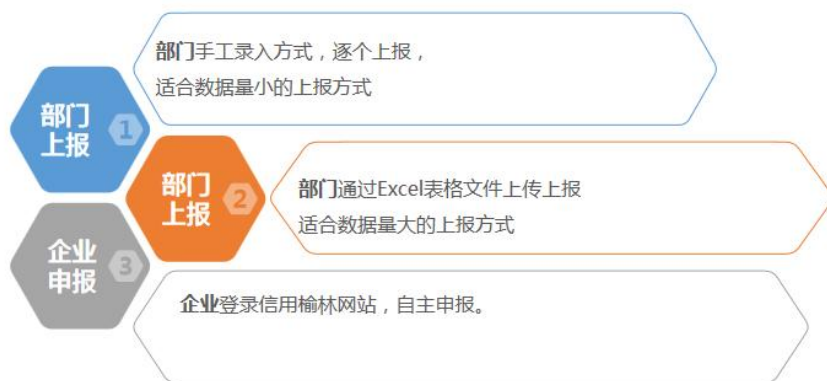 部门手工录入方式，逐个上报，
适合数据量小的上报方式
部门
上报
1
部门
上报
2
部门通过Excel表格文件上传上报
适合数据量大的上报方式
企业
申报
3
企业登录信用榆林网站，自主申报。